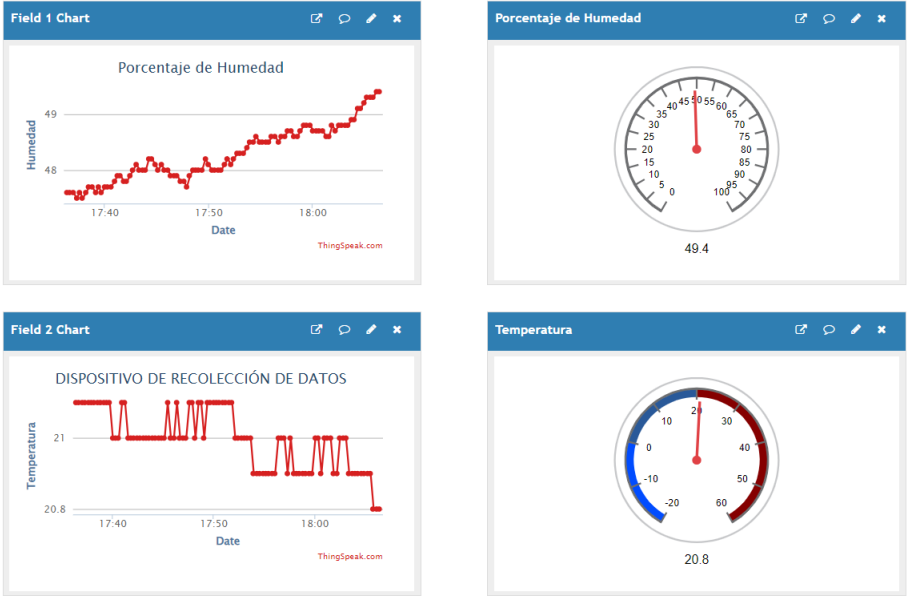 Field 1 Chart
Porcentaje de Humedad
Humedad
49
48
17:40 17:50 18:00
Date
ThingSpeak.com
Porcentaje de Humedad
0 5 10 15 20 25 30 35 40 45 50 55 60 65 70 75 80 85 90 95 100
49.4
Field 2 Chart
DISPOSITIVO DE RECOLECCIÓN DE DATOS
Temperatura
21
20.8
17:40 17:50 18:00
Date
ThingSpeak.com
Temperatura
-20 -10 0 10 20 30 40 50 60
20.8